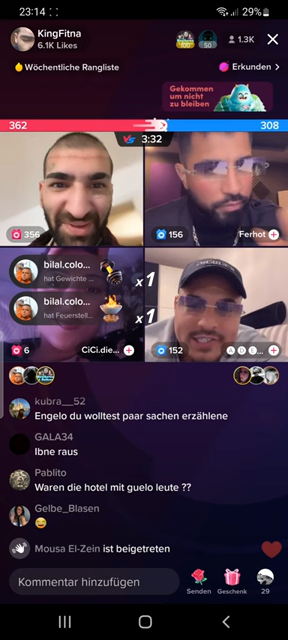 23:14
29%
KingFitna
6.1K Likes
100
50
1.3K
Wöchentliche Rangliste
Erkunden >
Gekommen
um nicht
zu bleiben
362
308
VS 3:32
356
156
Ferhot
bilal.colo...
hat Gewichte ...
x1
bilal.colo...
hat Feuerstell...
x1
6
CiCi.die...
152
kubra__52
Engelo du wolltest paar sachen erzählene
GALA34
Ibne raus
Pablito
Waren die hotel mit guelo leute ??
Gelbe_Blasen
😂
Mousa El-Zein ist beigetreten
Kommentar hinzufügen
Senden
Geschenk
29